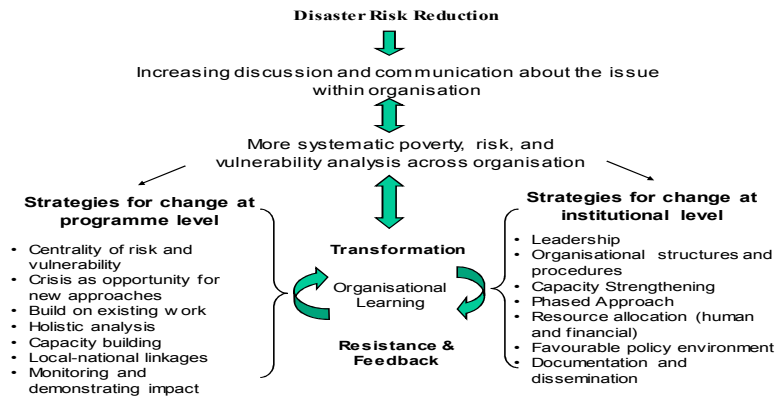 Disaster Risk Reduction
Increasing discussion and communication about the issue
within organisation
More systematic poverty, risk, and
vulnerability analysis across organisation
Strategies for change at
programme level
• Centrality of risk and
vulnerability
• Crisis as opportunity for
new approaches
• Build on existing work
• Holistic analysis
• Capacity building
• Local-national linkages
• Monitoring and
demonstrating impact
Transformation
Organisational
Learning
Resistance &
Feedback
Strategies for change at
institutional level
• Leadership
• Organisational structures and
procedures
• Capacity Strengthening
• Phased Approach
• Resource allocation (human
and financial)
• Favourable policy environment
• Documentation and
dissemination